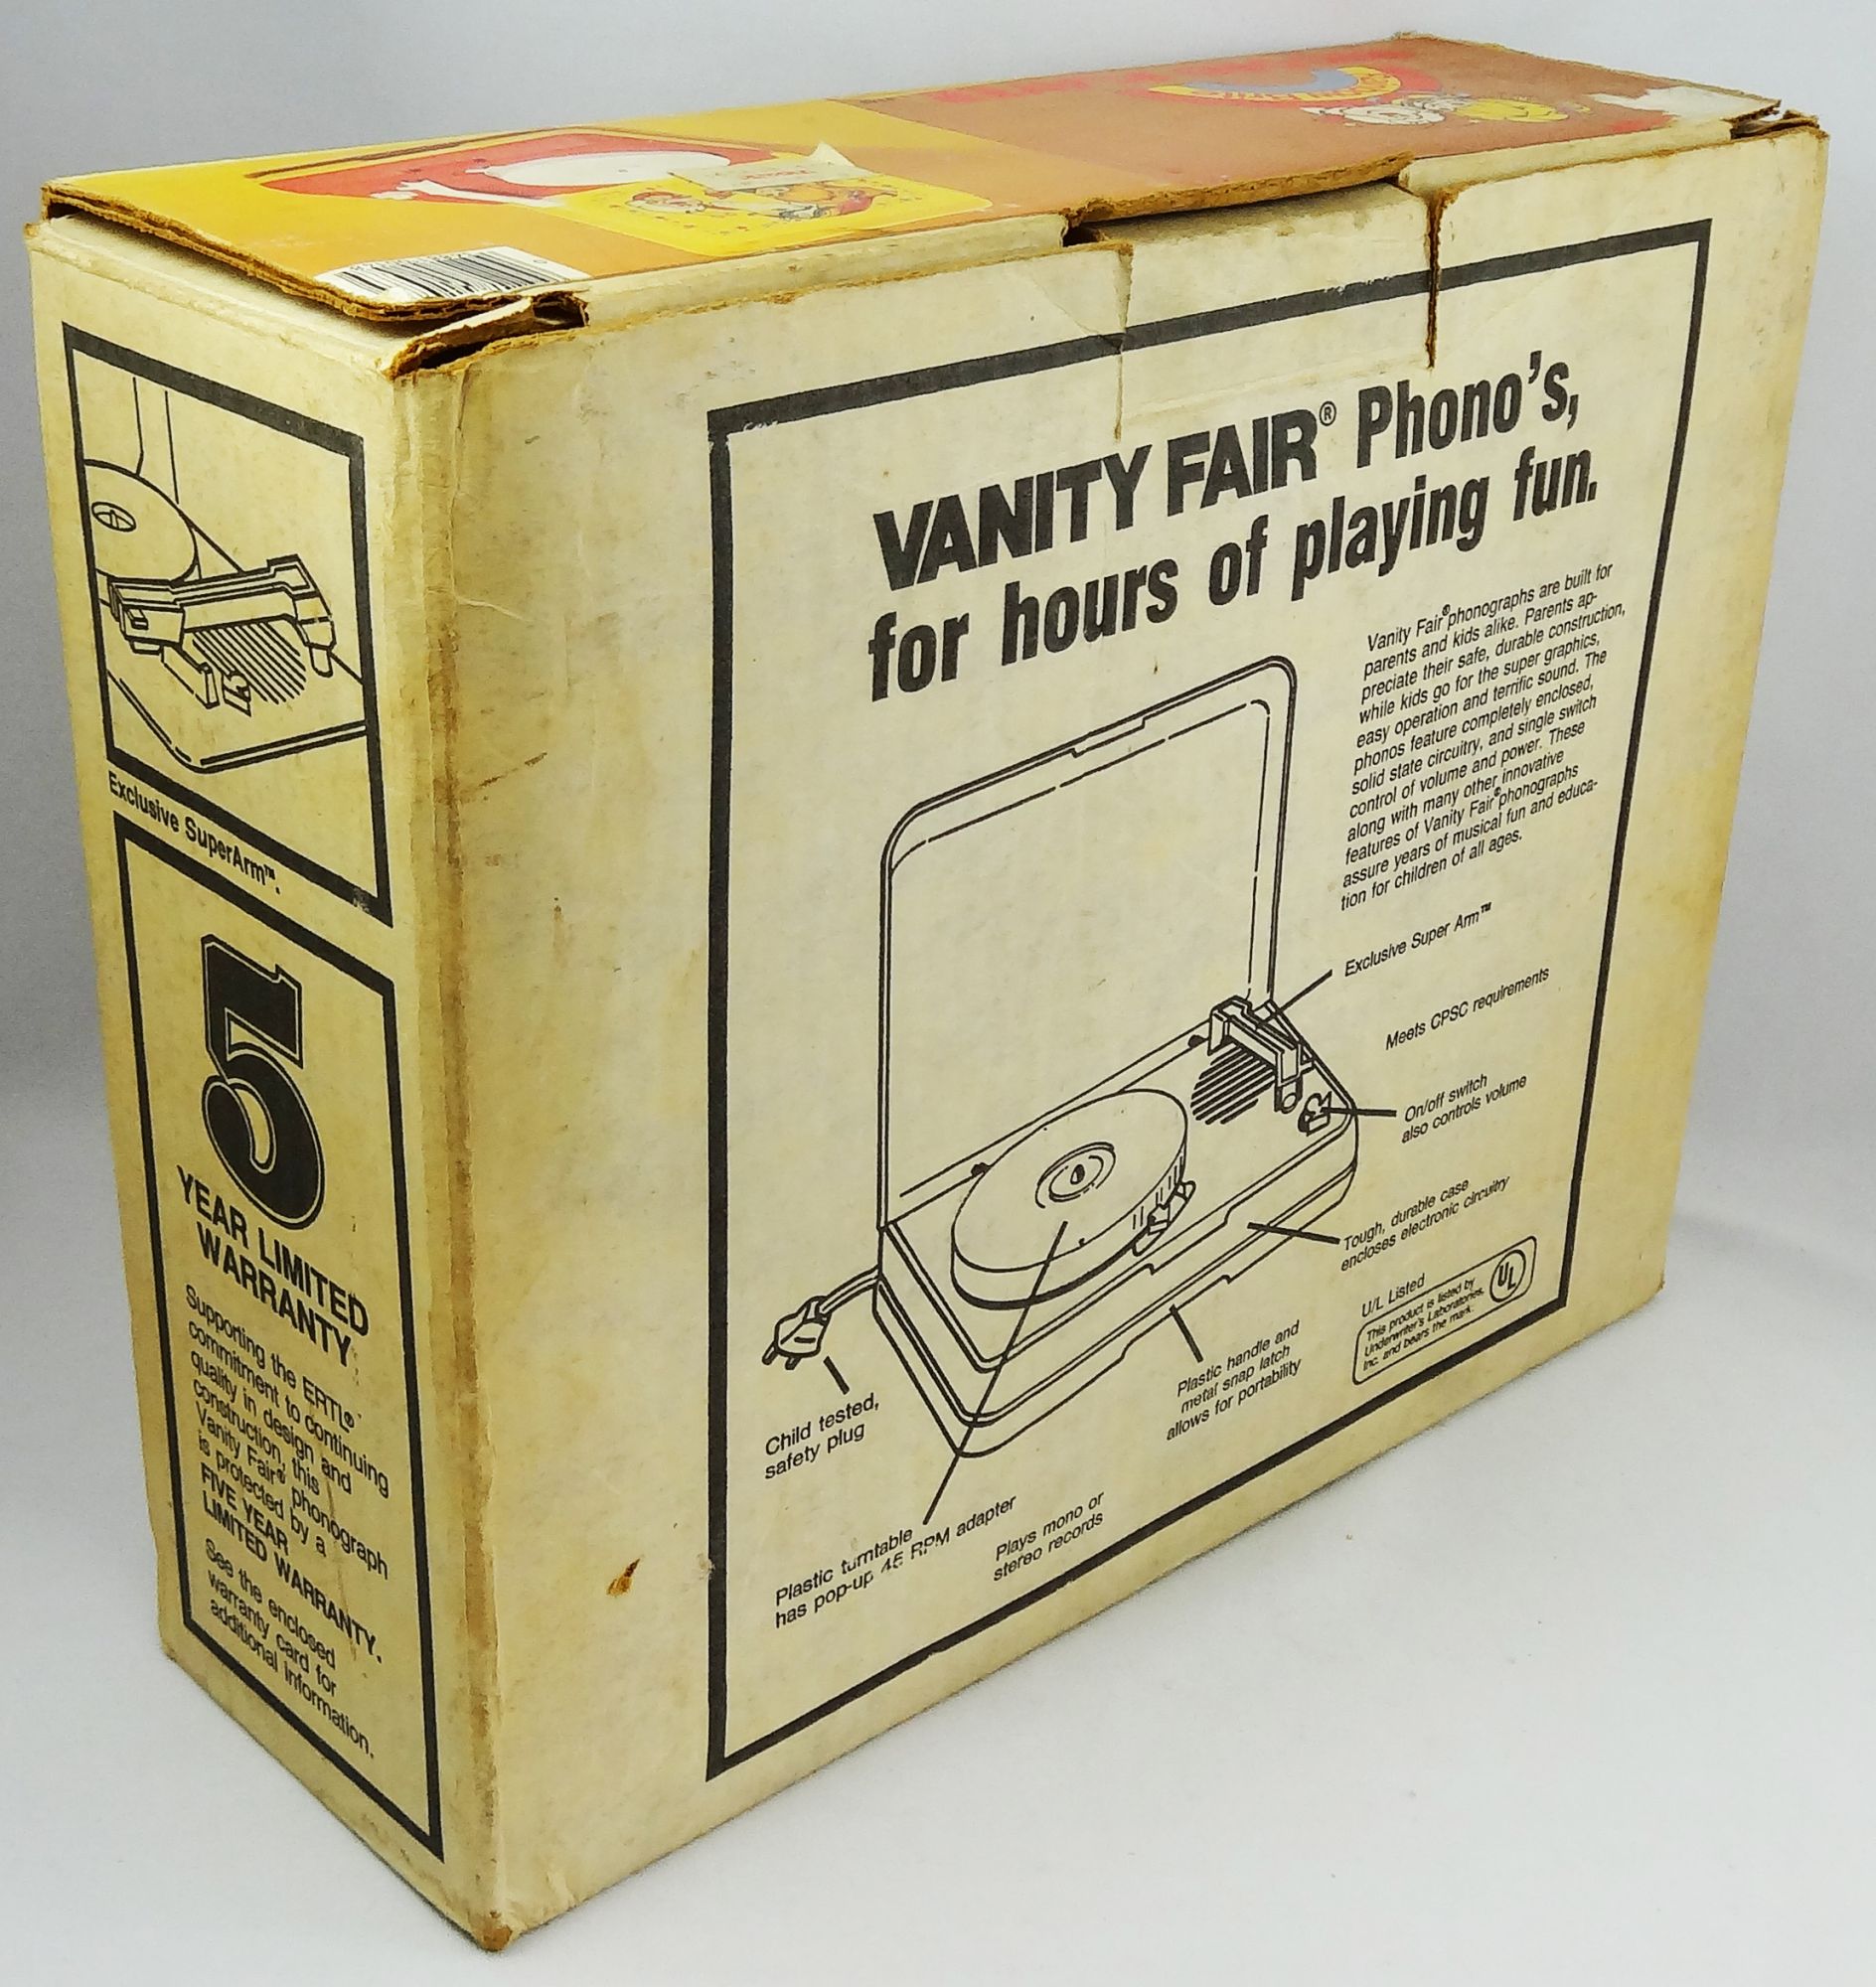 Exclusive SuperArm™.
5
YEAR LIMITED
WARRANTY
Supporting the ERTL®
commitment to continuing
quality in design and
construction, this
Vanity Fair® phonograph
is protected by a
FIVE YEAR
LIMITED WARRANTY.
See the enclosed
warranty card for
additional information.
VANITY FAIR® Phono's,
for hours of playing fun.
Vanity Fair® phonographs are built for
parents and kids alike. Parents ap-
preciate their safe, durable construction,
while kids go for the super graphics,
easy operation and terrific sound. The
phonos feature completely enclosed,
solid state circuitry, and single switch
control of volume and power. These
along with many other innovative
features of Vanity Fair® phonographs
assure years of musical fun and educa-
tion for children of all ages.
Exclusive Super Arm™
Meets CPSC requirements
On/off switch
also controls volume
Tough, durable case
encloses electronic circuitry
U/L Listed
This product is listed by
Underwriter's Laboratories,
Inc. and bears the mark.
UL
Plastic handle and
metal snap latch
allows for portability
Child tested,
safety plug
Plastic turntable
has pop-up 45 RPM adapter
Plays mono or
stereo records